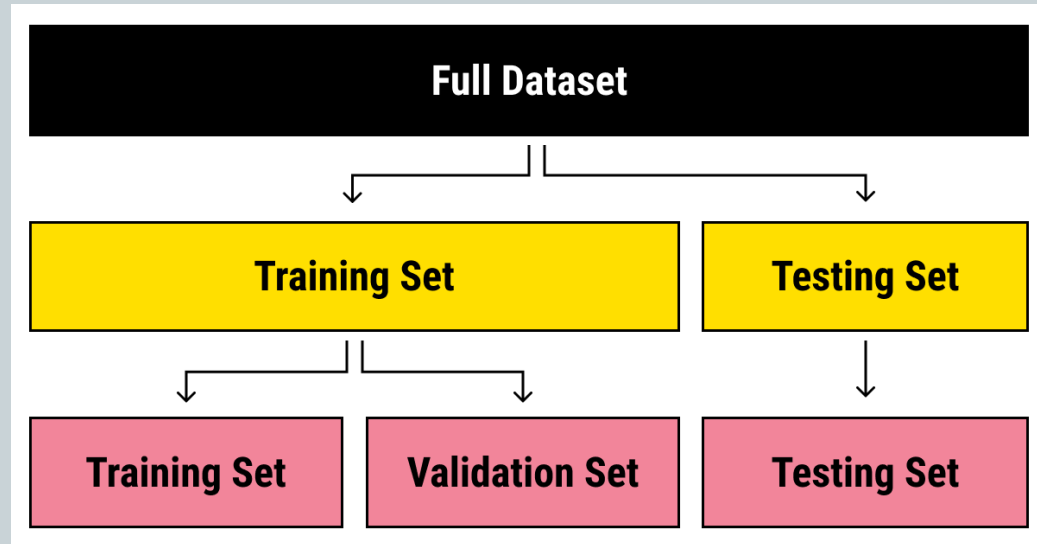 Full Dataset
Training Set
Testing Set
Training Set
Validation Set
Testing Set